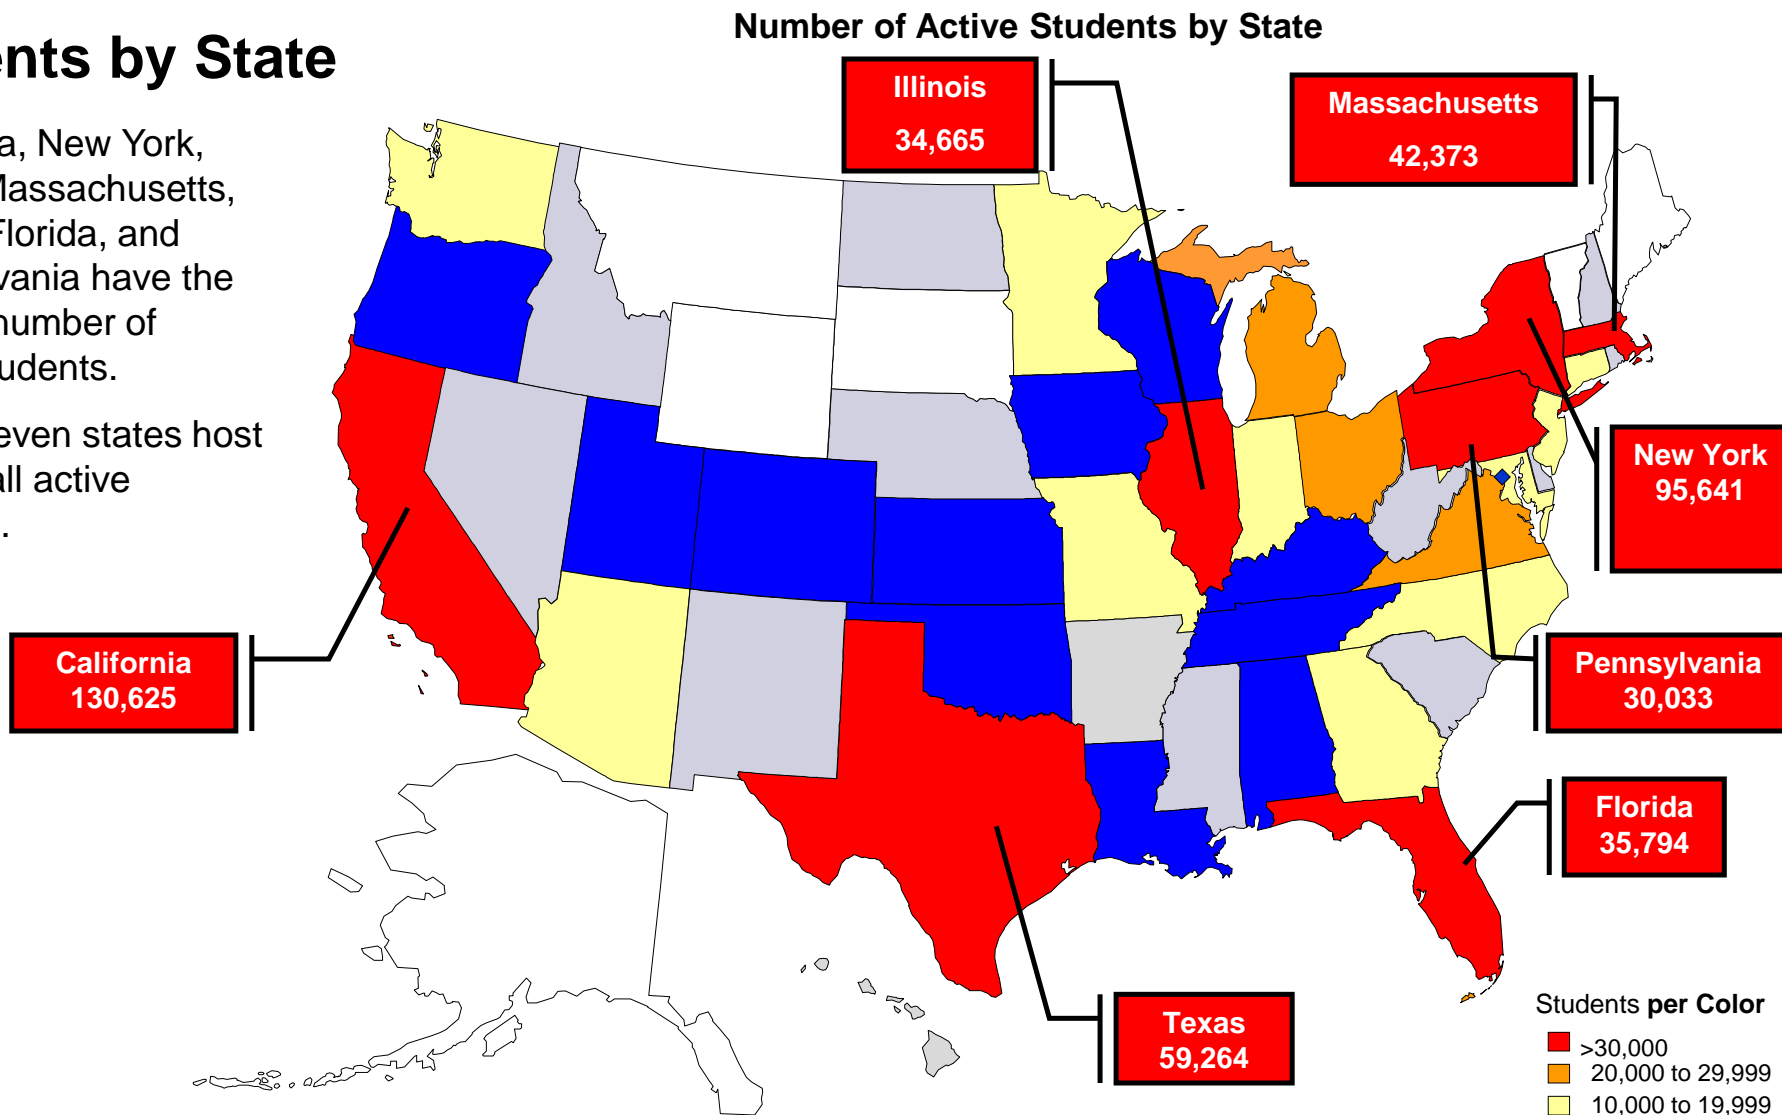 Number of Active Students by State
ents by State
a, New York,
Massachusetts,
Florida, and
vania have the
number of
udents.
even states host
all active
.
Illinois
34,665
Massachusetts
42,373
New York
95,641
California
130,625
Pennsylvania
30,033
Florida
35,794
Texas
59,264
Students per Color
>30,000
20,000 to 29,999
10,000 to 19,999